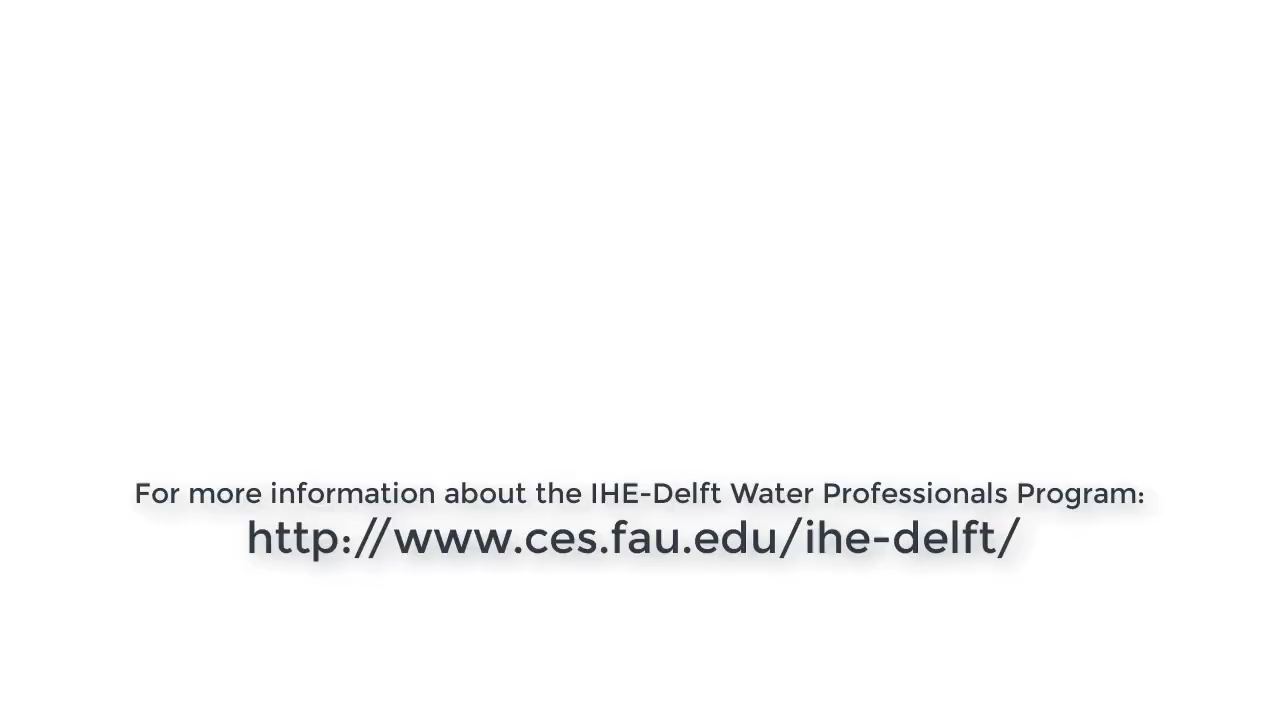 For more information about the IHE-Delft Water Professionals Program:
http://www.ces.fau.edu/ihe-delft/